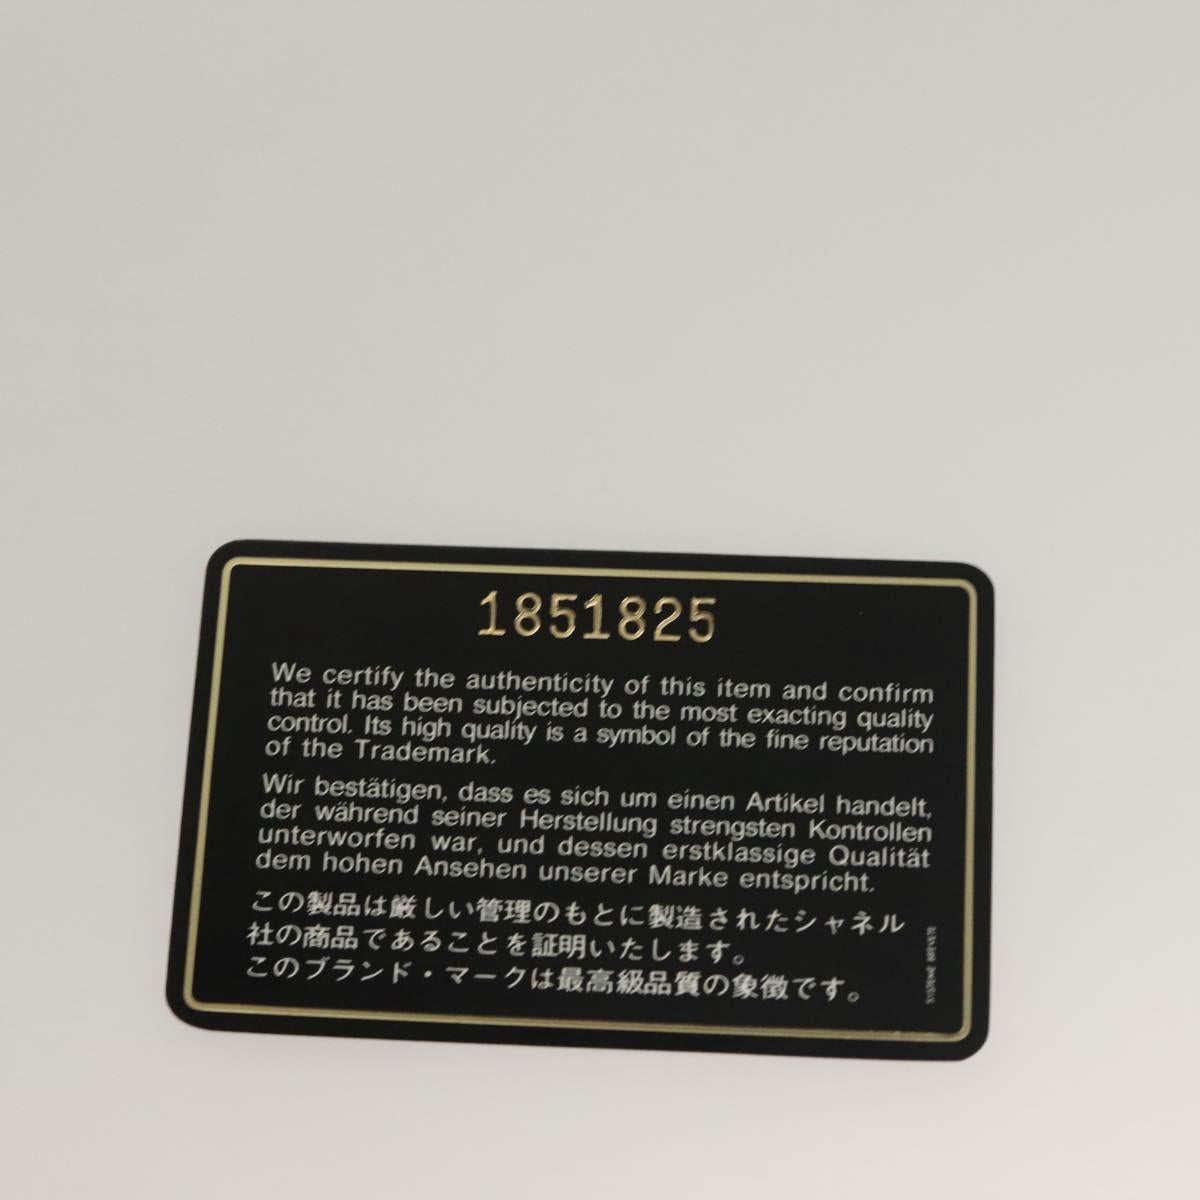 1851825
We certify the authenticity of this item and confirm
that it has been subjected to the most exacting quality
control. Its high quality is a symbol of the fine reputation
of the Trademark.
Wir bestätigen, dass es sich um einen Artikel handelt,
der während seiner Herstellung strengsten Kontrollen
unterworfen war, und dessen erstklassige Qualität
dem hohen Ansehen unserer Marke entspricht.
この製品は厳しい管理のもとに製造されたシャネル
社の商品であることを証明いたします。
このブランド・マークは最高級品質の象徴です。
SYSTEME BREVETE